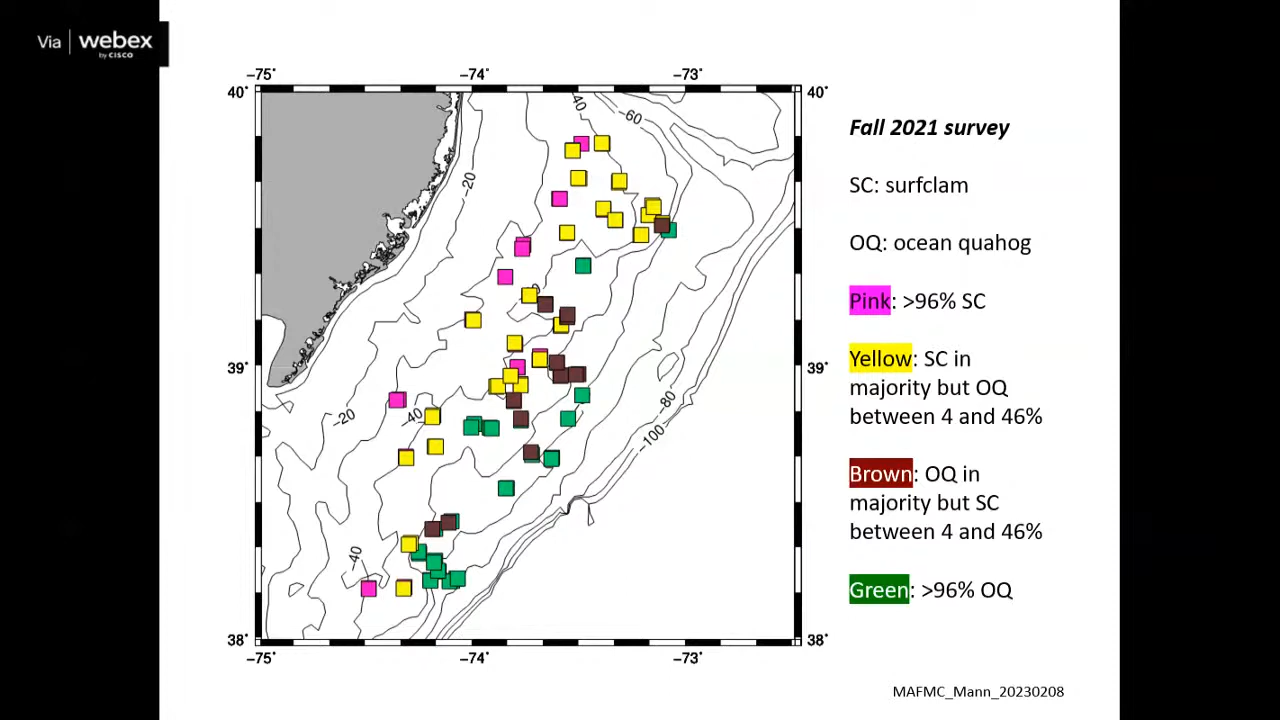 Via | webex
by CISCO
−75° −74° −73°
40° 40°
40
−60
−20
39° 39°
−20
−40
−80
−100
−40
38° 38°
−75° −74° −73°
Fall 2021 survey
SC: surfclam
OQ: ocean quahog
Pink: >96% SC
Yellow: SC in
majority but OQ
between 4 and 46%
Brown: OQ in
majority but SC
between 4 and 46%
Green: >96% OQ
MAFMC_Mann_20230208